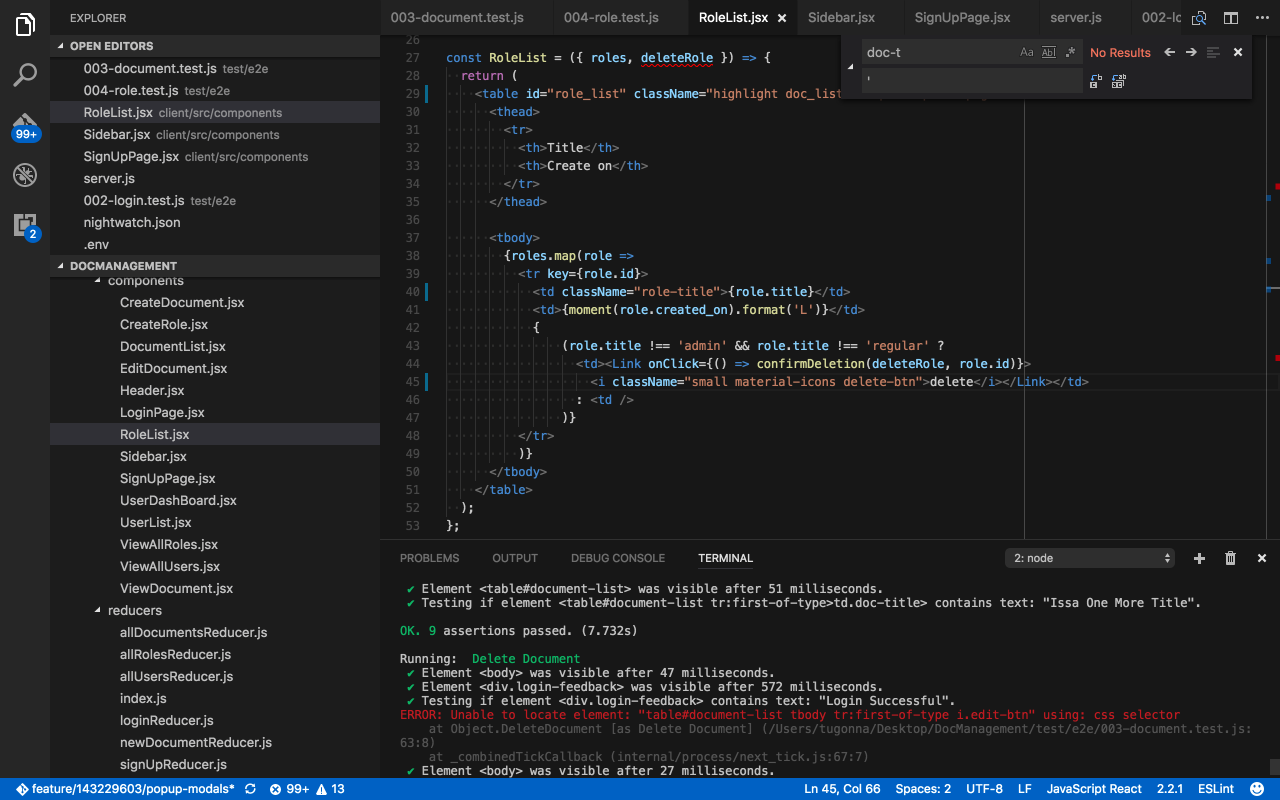 EXPLORER
OPEN EDITORS
003-document.test.js test/e2e
004-role.test.js test/e2e
RoleList.jsx client/src/components
Sidebar.jsx client/src/components
SignUpPage.jsx client/src/components
server.js
002-login.test.js test/e2e
nightwatch.json
.env
DOCMANAGEMENT
components
CreateDocument.jsx
CreateRole.jsx
DocumentList.jsx
EditDocument.jsx
Header.jsx
LoginPage.jsx
RoleList.jsx
Sidebar.jsx
SignUpPage.jsx
UserDashBoard.jsx
UserList.jsx
ViewAllRoles.jsx
ViewAllUsers.jsx
ViewDocument.jsx
reducers
allDocumentsReducer.js
allRolesReducer.js
allUsersReducer.js
index.js
loginReducer.js
newDocumentReducer.js
signUpReducer.js
99+
2
003-document.test.js 004-role.test.js RoleList.jsx Sidebar.jsx SignUpPage.jsx server.js 002-lo
doc-t Aa Abl .* No Results
'
26
27 const RoleList = ({ roles, deleteRole }) => {
28 return (
29 <table id="role_list" className="highlight doc_list
30 <thead>
31 <tr>
32 <th>Title</th>
33 <th>Create on</th>
34 </tr>
35 </thead>
36
37 <tbody>
38 {roles.map(role =>
39 <tr key={role.id}>
40 <td className="role-title">{role.title}</td>
41 <td>{moment(role.created_on).format('L')}</td>
42 {
43 (role.title !== 'admin' && role.title !== 'regular' ?
44 <td><Link onClick={() => confirmDeletion(deleteRole, role.id)}>
45 <i className="small material-icons delete-btn">delete</i></Link></td>
46 : <td />
47 )}
48 </tr>
49 )}
50 </tbody>
51 </table>
52 );
53 };
PROBLEMS OUTPUT DEBUG CONSOLE TERMINAL 2: node
✔ Element <table#document-list> was visible after 51 milliseconds.
✔ Testing if element <table#document-list tr:first-of-type>td.doc-title> contains text: "Issa One More Title".
OK. 9 assertions passed. (7.732s)
Running: Delete Document
✔ Element <body> was visible after 47 milliseconds.
✔ Element <div.login-feedback> was visible after 572 milliseconds.
✔ Testing if element <div.login-feedback> contains text: "Login Successful".
ERROR: Unable to locate element: "table#document-list tbody tr:first-of-type i.edit-btn" using: css selector
at Object.DeleteDocument [as Delete Document] (/Users/tugonna/Desktop/DocManagement/test/e2e/003-document.test.js:
63:8)
at _combinedTickCallback (internal/process/next_tick.js:67:7)
✔ Element <body> was visible after 27 milliseconds.
feature/143229603/popup-modals* 99+ 13 Ln 45, Col 66 Spaces: 2 UTF-8 LF JavaScript React 2.2.1 ESLint